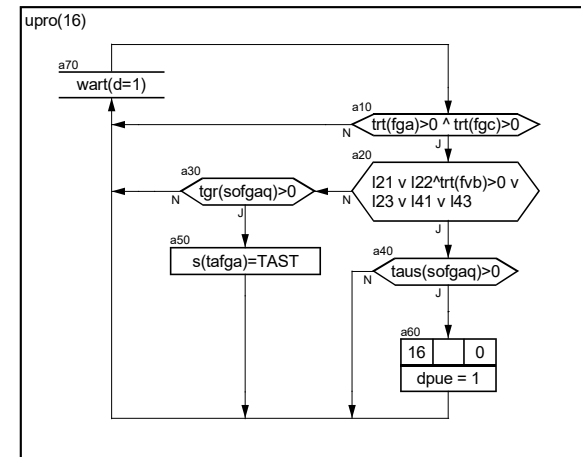 upro(16)
a70
wart(d=1)
a10
trt(fga)>0 ^ trt(fgc)>0
N
J
a20
l21 v l22^trt(fvb)>0 v
l23 v l41 v l43
N
J
a30
tgr(sofgaq)>0
N
J
a50
s(tafga)=TAST
a40
taus(sofgaq)>0
N
J
a60
16 0
dpue = 1